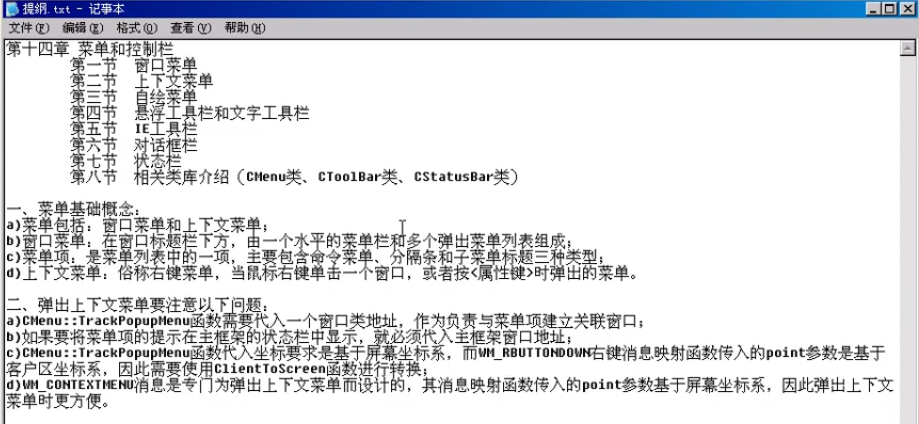 提纲.txt - 记事本
文件(F) 编辑(E) 格式(O) 查看(V) 帮助(H)
第十四章 菜单和控制栏
第一节 窗口菜单
第二节 上下文菜单
第三节 自绘菜单
第四节 悬浮工具栏和文字工具栏
第五节 IE工具栏
第六节 对话框栏
第七节 状态栏
第八节 相关类库介绍(CMenu类、CToolBar类、CStatusBar类)
一、菜单基础概念:
a)菜单包括:窗口菜单和上下文菜单;
b)窗口菜单:在窗口标题栏下方,由一个水平的菜单栏和多个弹出菜单列表组成;
c)菜单项:是菜单列表中的一项,主要包含命令菜单、分隔条和子菜单标题三种类型;
d)上下文菜单:俗称右键菜单,当鼠标右键单击一个窗口,或者按<属性键>时弹出的菜单。
二、弹出上下文菜单要注意以下问题:
a)CMenu::TrackPopupMenu函数需要代入一个窗口类地址,作为负责与菜单项建立关联窗口;
b)如果要将菜单项的提示在主框架的状态栏中显示,就必须代入主框架窗口地址;
c)CMenu::TrackPopupMenu函数代入坐标要求是基于屏幕坐标系,而WM_RBUTTONDOWN右键消息映射函数传入的point参数是基于
客户区坐标系,因此需要使用ClientToScreen函数进行转换;
d)WM_CONTEXTMENU消息是专门为弹出上下文菜单而设计的,其消息映射函数传入的point参数基于屏幕坐标系,因此弹出上下文
菜单时更方便。